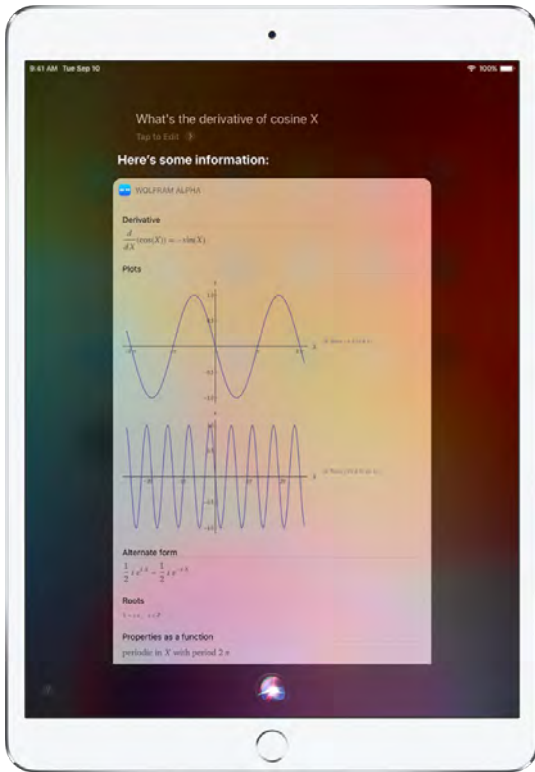 9:41 AM Tue Sep 10
100%
What's the derivative of cosine X
Tap to Edit
Here's some information:
WOLFRAM ALPHA
Derivative
d/dX(cos(X)) = −sin(X)
Plots
X
X
Alternate form
1/2 i e^(i X) − 1/2 i e^(−i X)
Roots
Properties as a function
periodic in X with period 2 π